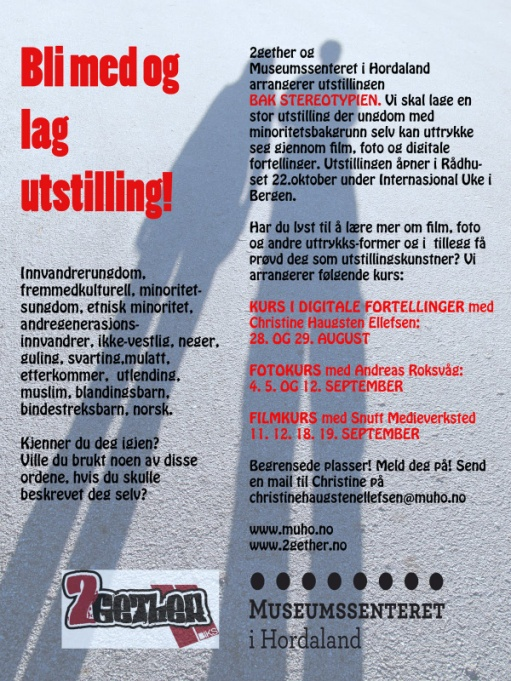 Bli med og
lag
utstilling!
Innvandrerungdom,
fremmedkulturell, minoritet-
sungdom, etnisk minoritet,
andregenerasjons-
innvandrer, ikke-vestlig, neger,
guling, svarting,mulatt,
etterkommer, utlending,
muslim, blandingsbarn,
bindestreksbarn, norsk.
Kjenner du deg igjen?
Ville du brukt noen av disse
ordene, hvis du skulle
beskrevet deg selv?
2gether og
Museumssenteret i Hordaland
arrangerer utstillingen
BAK STEREOTYPIEN. Vi skal lage en
stor utstilling der ungdom med
minoritetsbakgrunn selv kan uttrykke
seg gjennom film, foto og digitale
fortellinger. Utstillingen åpner i Rådhu-
set 22.oktober under Internasjonal Uke i
Bergen.
Har du lyst til å lære mer om film, foto
og andre uttrykks-former og i tillegg få
prøvd deg som utstillingskunstner? Vi
arrangerer følgende kurs:
KURS I DIGITALE FORTELLINGER med
Christine Haugsten Ellefsen:
28. OG 29. AUGUST
FOTOKURS med Andreas Roksvåg:
4. 5. OG 12. SEPTEMBER
FILMKURS med Snutt Medieverksted
11. 12. 18. 19. SEPTEMBER
Begrensede plasser! Meld deg på! Send
en mail til Christine på
christinehaugstenellefsen@muho.no
www.muho.no
www.2gether.no
2GETHER
MUSEUMSSENTERET
i Hordaland